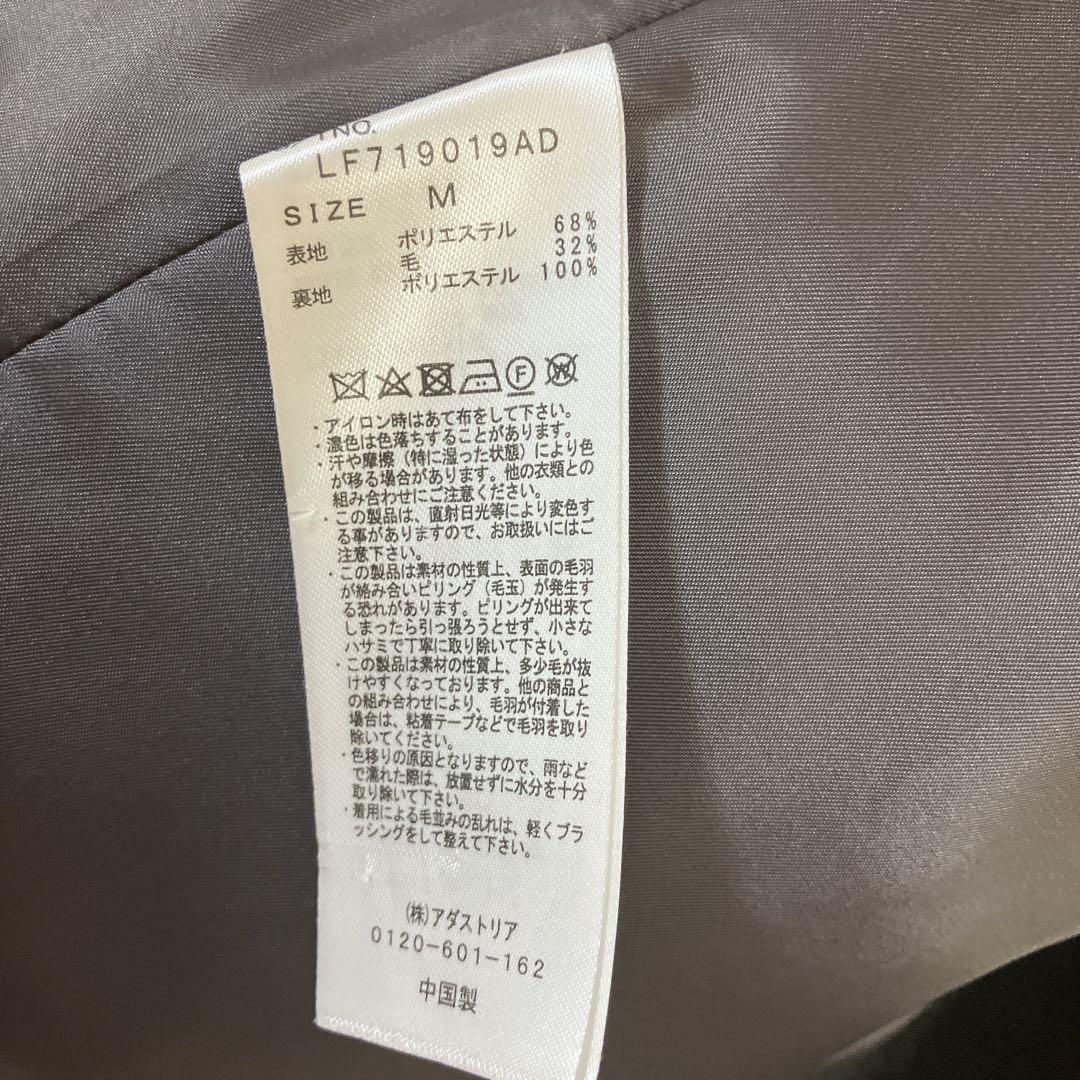 NO.
LF719019AD
SIZE M
表地 ポリエステル 68%
毛 32%
裏地 ポリエステル 100%
F W
・アイロン時はあて布をして下さい。
・濃色は色落ちすることがあります。
・汗や摩擦（特に湿った状態）により色
が移る場合があります。他の衣類との
組み合わせにご注意ください。
・この製品は、直射日光等により変色す
る事がありますので、お取扱いにはご
注意下さい。
・この製品は素材の性質上、表面の毛羽
が絡み合いピリング（毛玉）が発生す
る恐れがあります。ピリングが出来て
しまったら引っ張ろうとせず、小さな
ハサミで丁寧に取り除いて下さい。
・この製品は素材の性質上、多少毛が抜
けやすくなっております。他の商品と
の組み合わせにより、毛羽が付着した
場合は、粘着テープなどで毛羽を取り
除いてください。
・色移りの原因となりますので、雨など
で濡れた際は、放置せずに水分を十分
取り除いて下さい。
・着用による毛並みの乱れは、軽くブラ
ッシングをして整えて下さい。
(株)アダストリア
0120-601-162
中国製